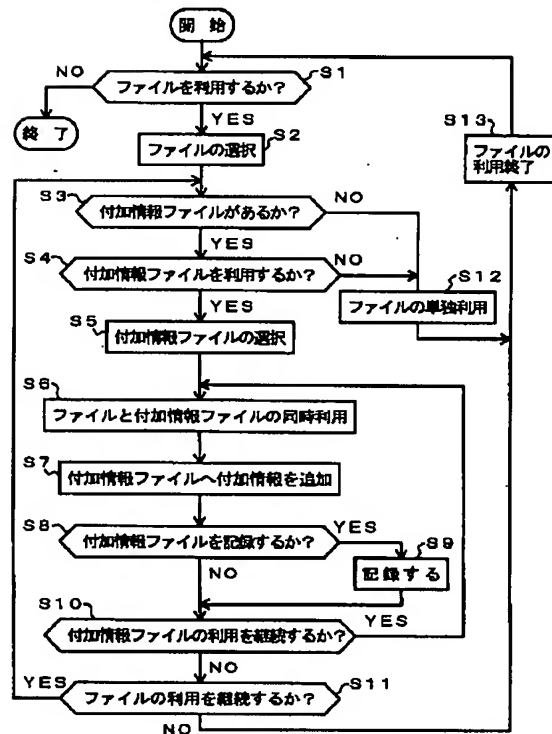 開始
S1
ファイルを利用するか?
NO
終了
YES
S2
ファイルの選択
S13
ファイルの
利用終了
S3
付加情報ファイルがあるか?
NO
YES
S4
付加情報ファイルを利用するか?
NO
YES
S12
ファイルの単独利用
S5
付加情報ファイルの選択
S6
ファイルと付加情報ファイルの同時利用
S7
付加情報ファイルへ付加情報を追加
S8
付加情報ファイルを記録するか?
YES
S9
記録する
NO
S10
付加情報ファイルの利用を継続するか?
YES
NO
YES
ファイルの利用を継続するか?
S11
NO